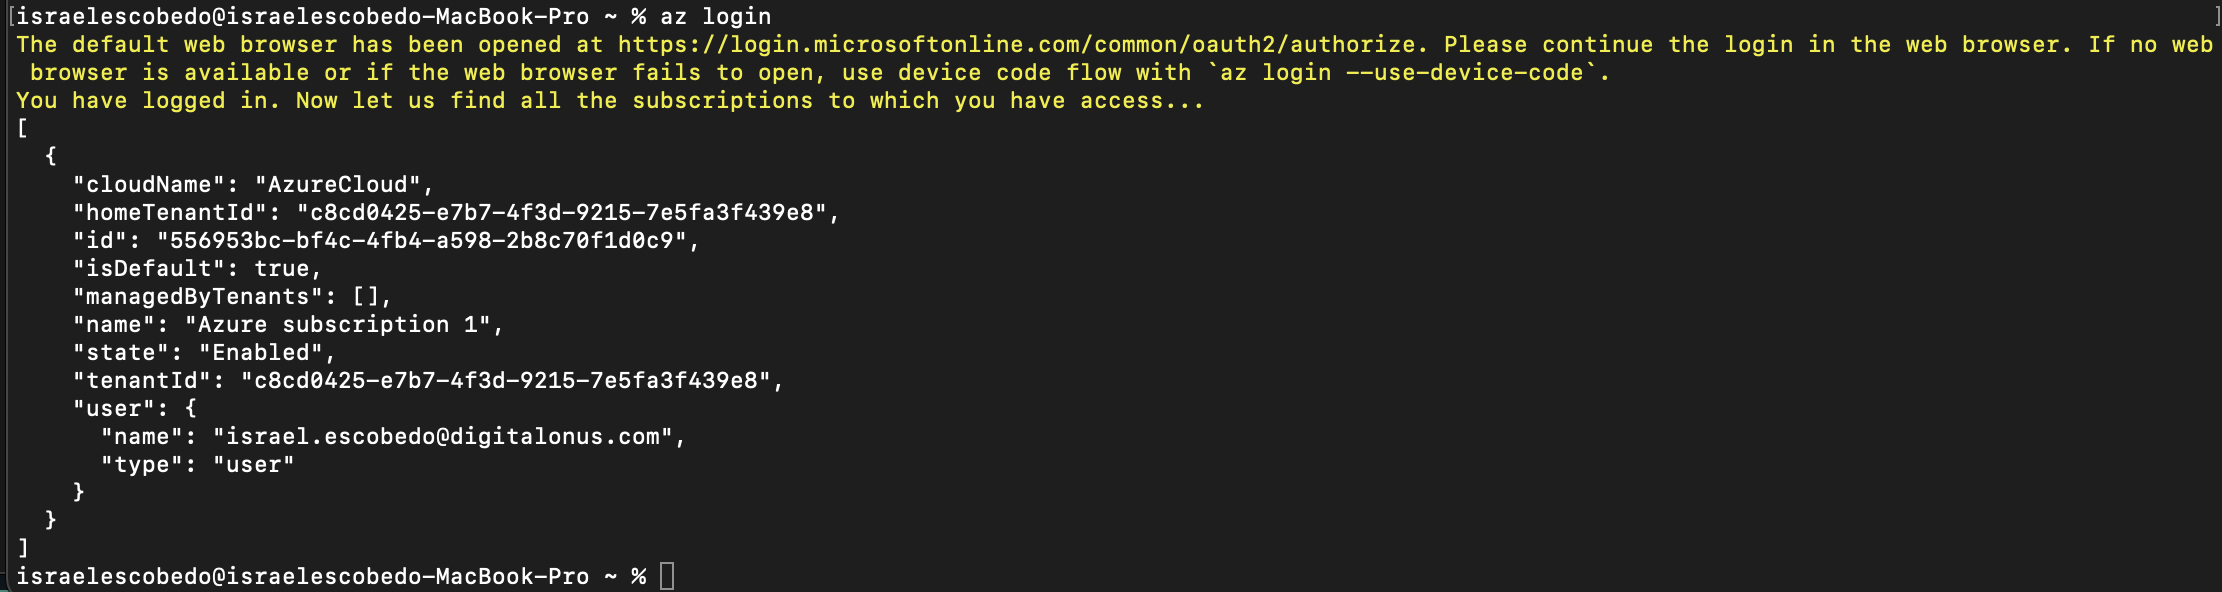 [israelescobedo@israelescobedo-MacBook-Pro ~ % az login ]
The default web browser has been opened at https://login.microsoftonline.com/common/oauth2/authorize. Please continue the login in the web browser. If no web
 browser is available or if the web browser fails to open, use device code flow with `az login --use-device-code`.
You have logged in. Now let us find all the subscriptions to which you have access...
[
  {
    "cloudName": "AzureCloud",
    "homeTenantId": "c8cd0425-e7b7-4f3d-9215-7e5fa3f439e8",
    "id": "556953bc-bf4c-4fb4-a598-2b8c70f1d0c9",
    "isDefault": true,
    "managedByTenants": [],
    "name": "Azure subscription 1",
    "state": "Enabled",
    "tenantId": "c8cd0425-e7b7-4f3d-9215-7e5fa3f439e8",
    "user": {
      "name": "israel.escobedo@digitalonus.com",
      "type": "user"
    }
  }
]
israelescobedo@israelescobedo-MacBook-Pro ~ %